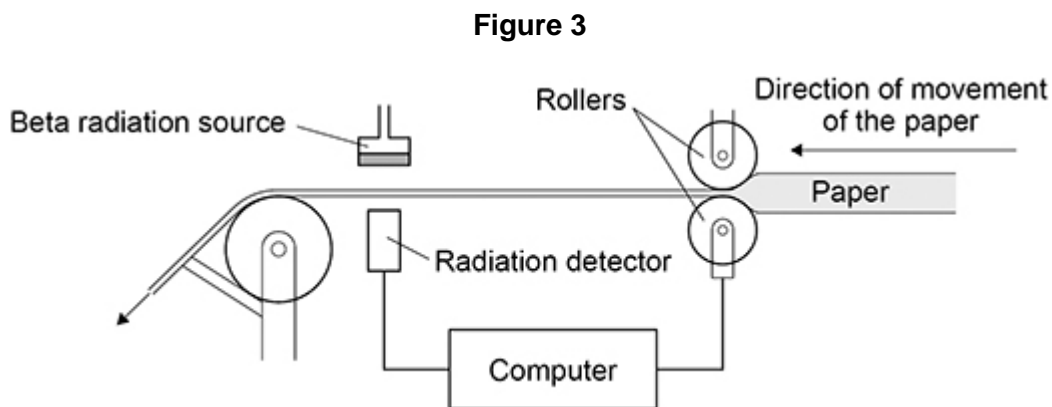 Figure 3
Beta radiation source
Rollers
Direction of movement
of the paper
Paper
Radiation detector
Computer